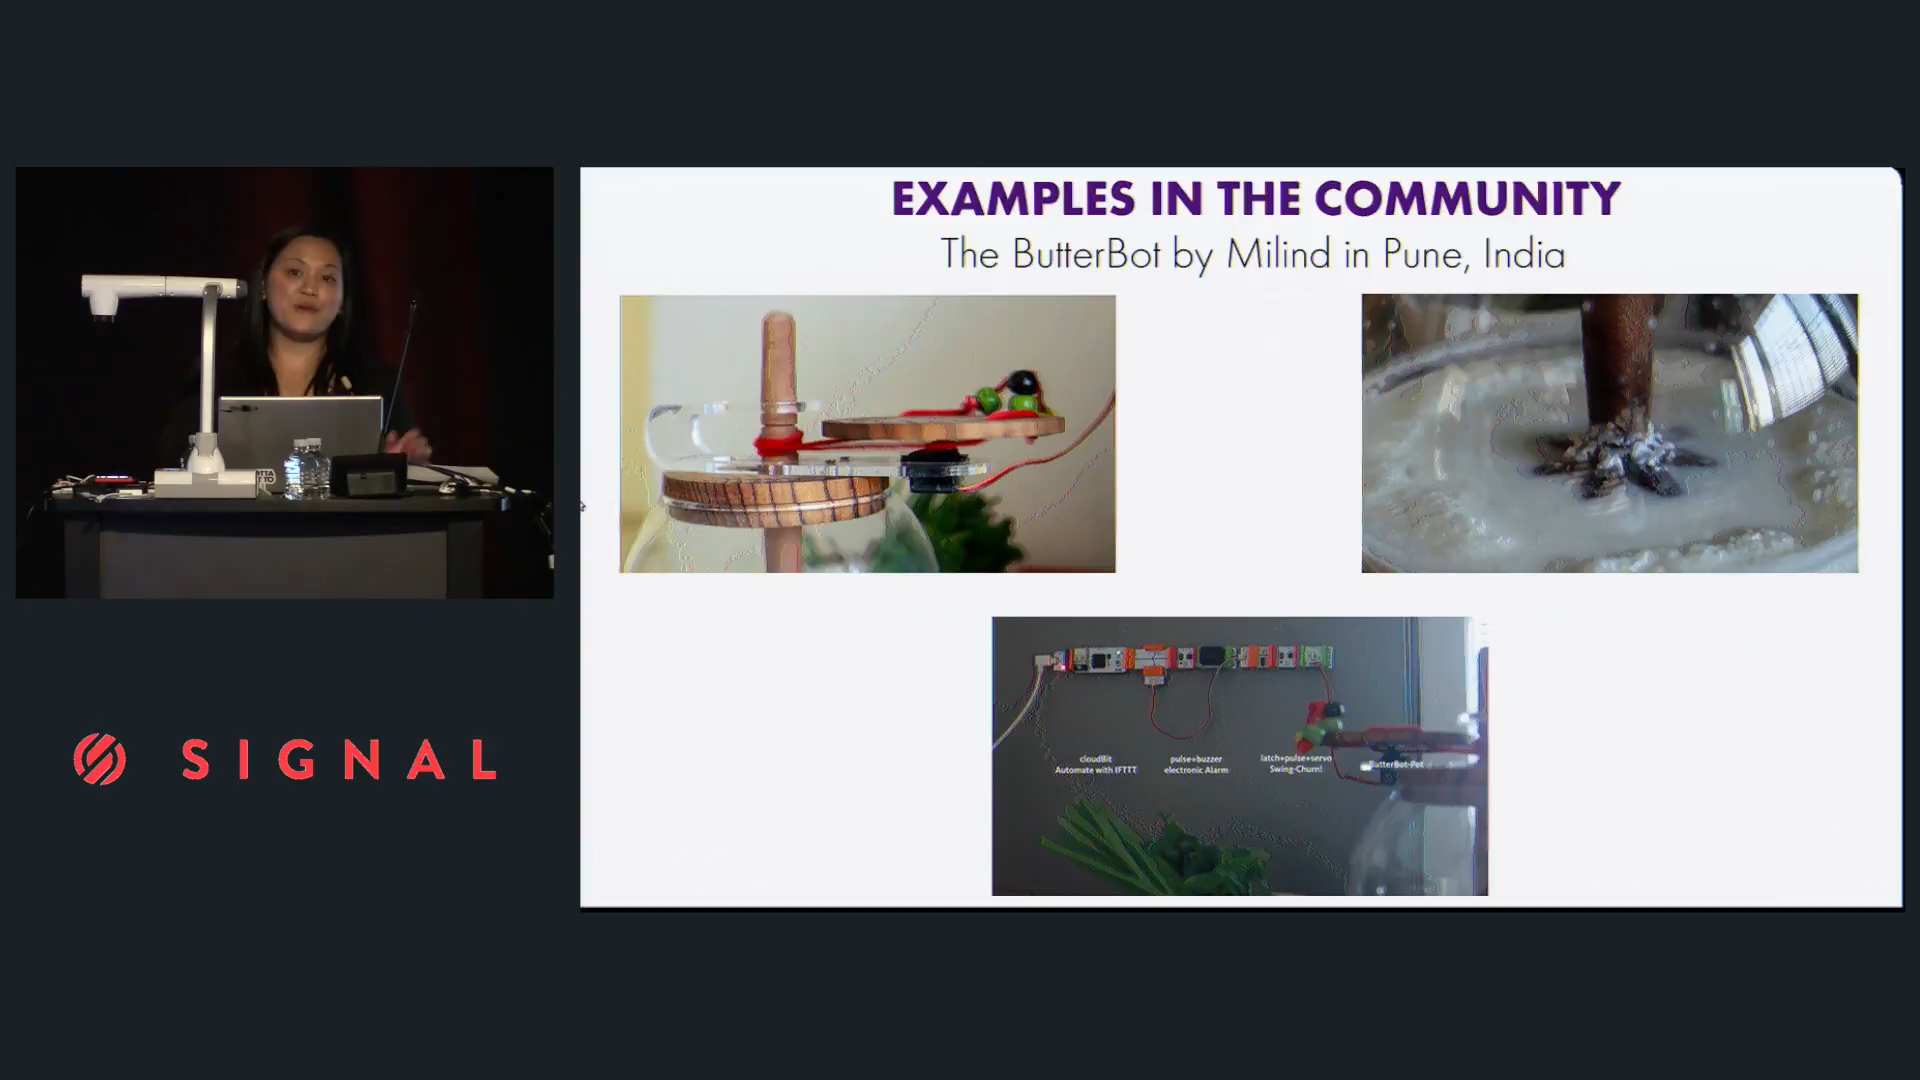 EXAMPLES IN THE COMMUNITY
The ButterBot by Milind in Pune, India
cloudBit
Automate with IFTTT
pulse+buzzer
electronic Alarm
latch+pulse+servo
Swing-Churn!
ButterBot-Pot
SIGNAL